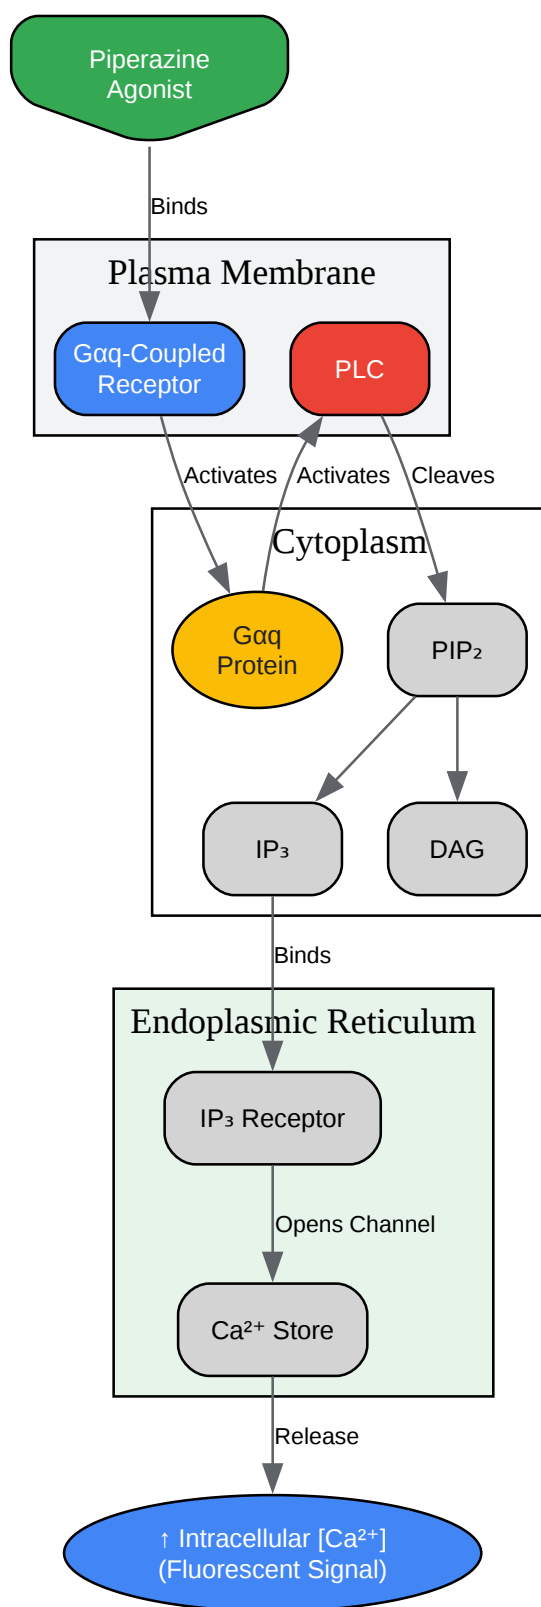 Piperazine
Agonist
Binds
Plasma Membrane
Gαq-Coupled
Receptor
PLC
Activates
Activates
Cleaves
Cytoplasm
Gαq
Protein
PIP₂
IP₃
DAG
Binds
Endoplasmic Reticulum
IP₃ Receptor
Opens Channel
Ca²⁺ Store
Release
↑ Intracellular [Ca²⁺]
(Fluorescent Signal)